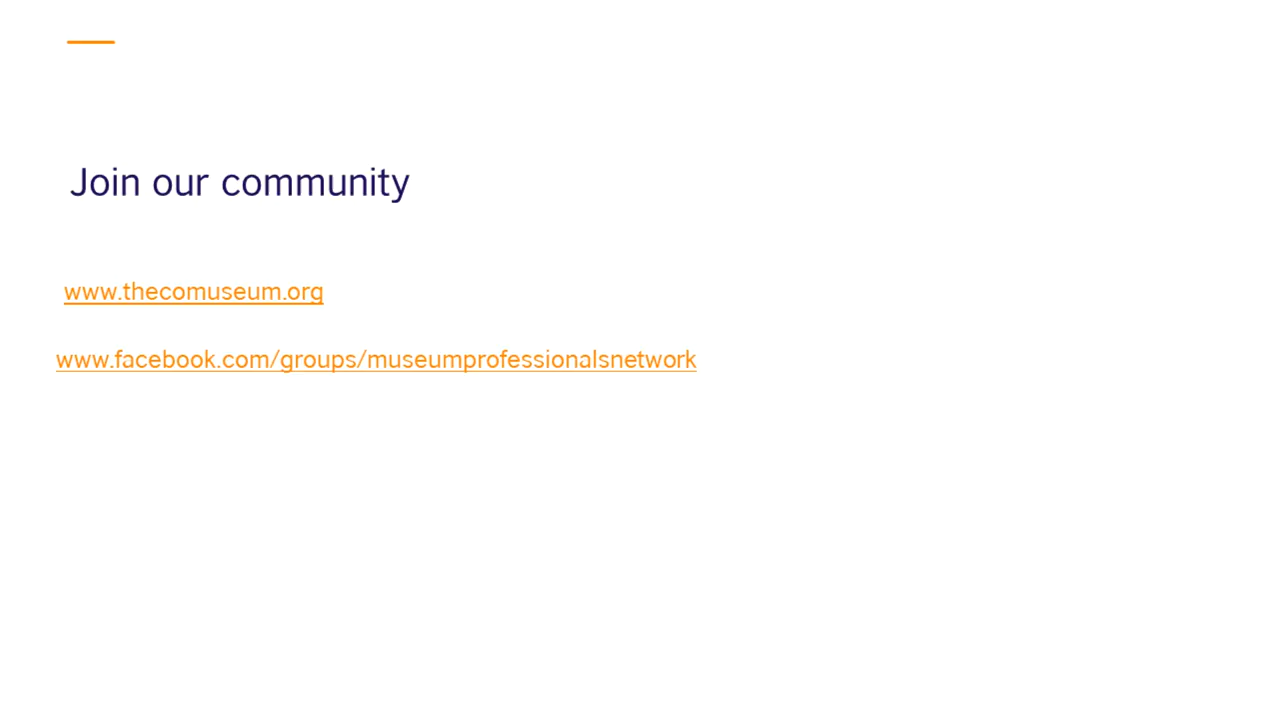 Join our community
www.thecomuseum.org
www.facebook.com/groups/museumprofessionalsnetwork